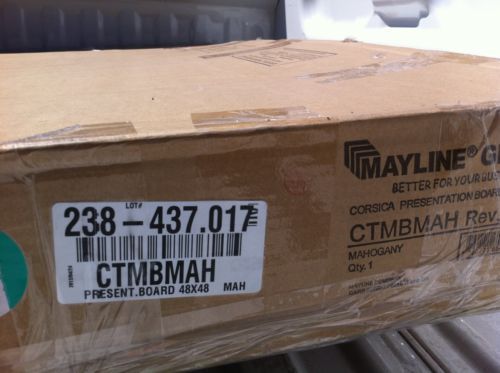 LOT#
238-437.017
CTMBMAH
PRESENT.BOARD 48X48 MAH
MAYLINE®
BETTER FOR YOUR
CORSICA PRESENTATION BOARD
CTMBMAH Rev
MAHOGANY
Qty. 1